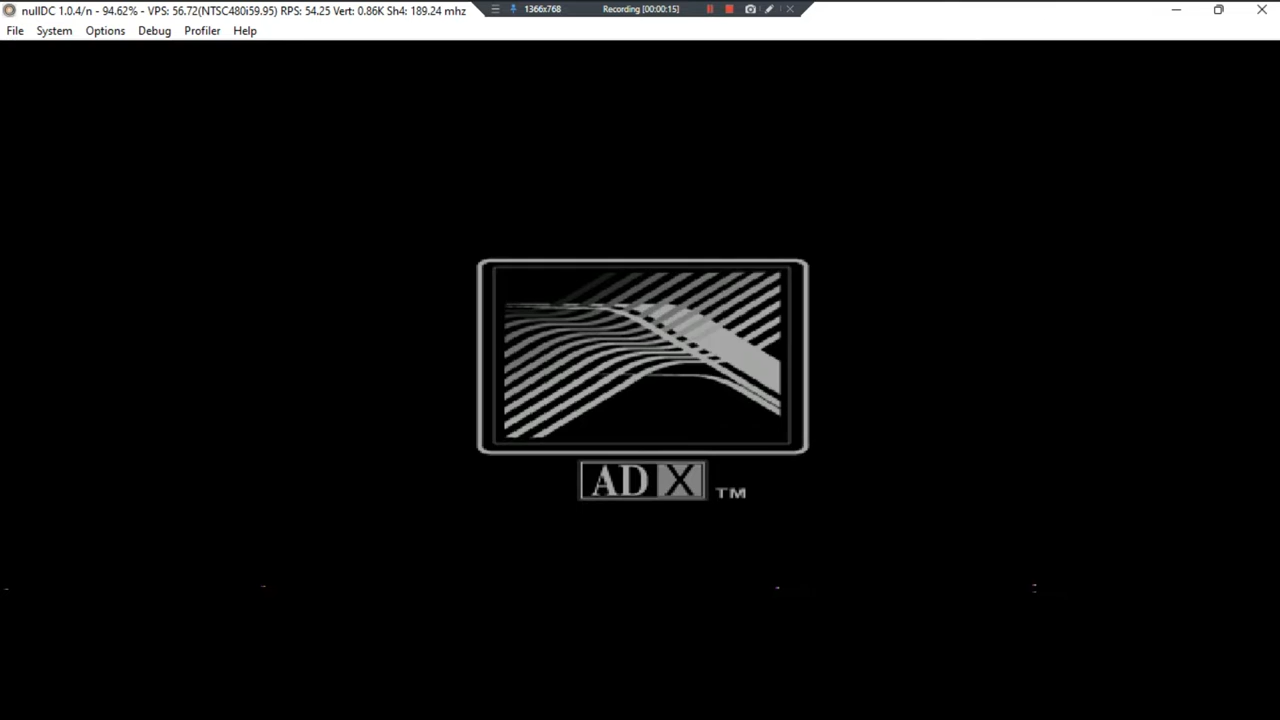 nullDC 1.0.4/n - 94.62% - VPS: 56.72(NTSC480i59.95) RPS: 54.25 Vert: 0.86K Sh4: 189.24 mhz
1366x768
Recording [00:00:15]
File System Options Debug Profiler Help
ADX TM